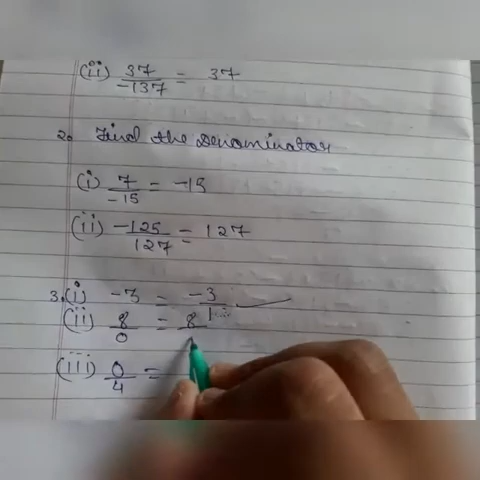 (ii) 37/-137 = 37
2. Find the Denominator
(i) 7/-15 = -15
(ii) -125/127 = 127
3.(i) -3 = -3/1
(ii) 8/0 = 8
(iii) 0/4 =